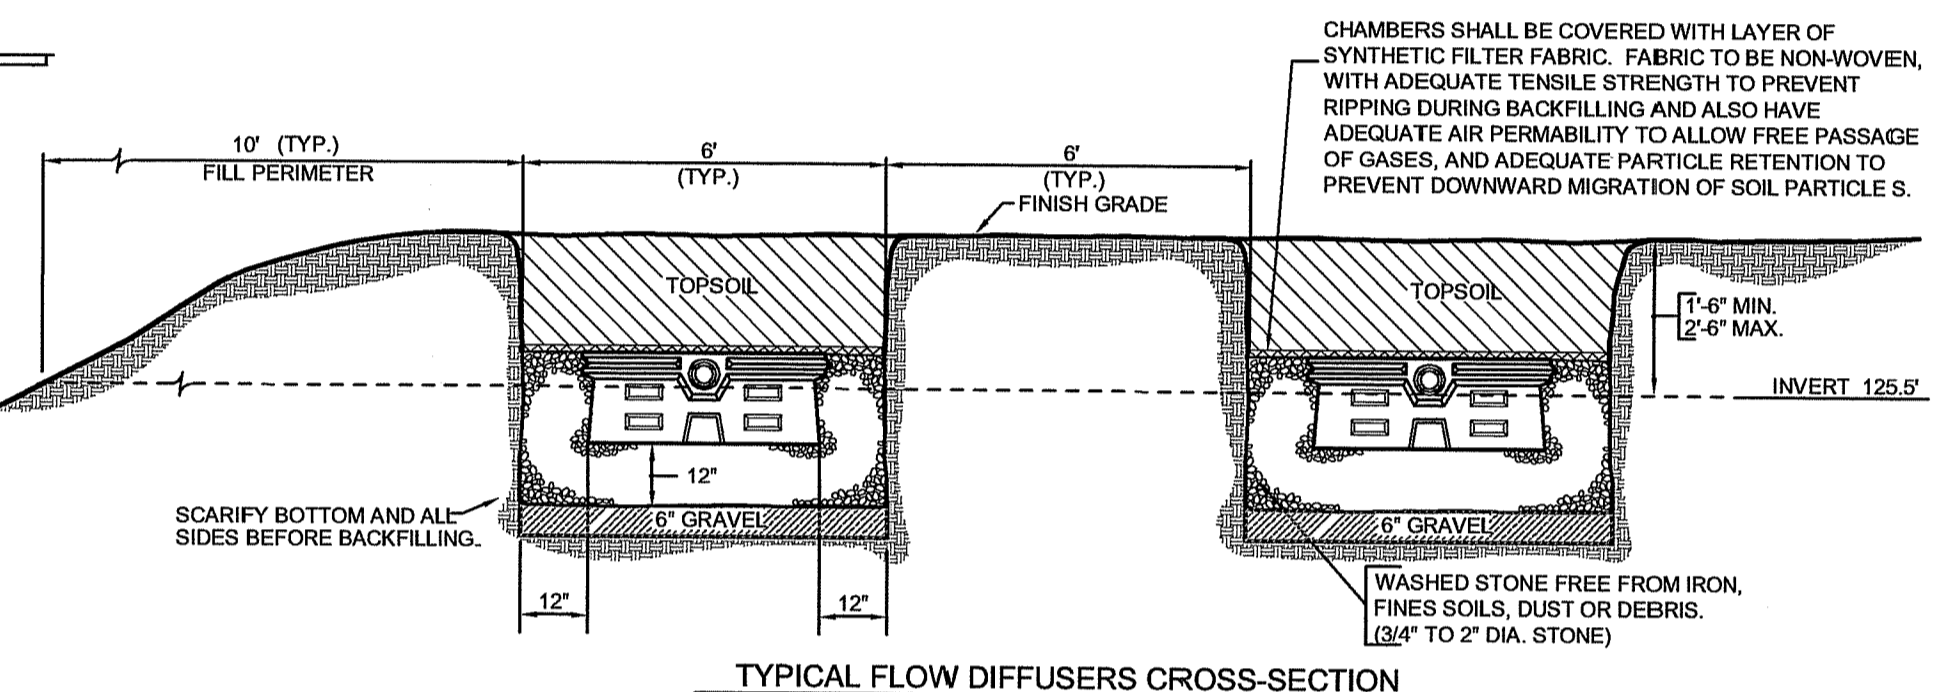 CHAMBERS SHALL BE COVERED WITH LAYER OF
SYNTHETIC FILTER FABRIC. FABRIC TO BE NON-WOVEN,
WITH ADEQUATE TENSILE STRENGTH TO PREVENT
RIPPING DURING BACKFILLING AND ALSO HAVE
ADEQUATE AIR PERMABILITY TO ALLOW FREE PASSAGE
OF GASES, AND ADEQUATE PARTICLE RETENTION TO
PREVENT DOWNWARD MIGRATION OF SOIL PARTICLE S.
10' (TYP.)
FILL PERIMETER
6'
(TYP.)
6'
(TYP.)
FINISH GRADE
TOPSOIL
TOPSOIL
1'-6" MIN.
2'-6" MAX.
INVERT 125.5'
12"
SCARIFY BOTTOM AND ALL
SIDES BEFORE BACKFILLING.
6" GRAVEL
6" GRAVEL
12"
12"
WASHED STONE FREE FROM IRON,
FINES SOILS, DUST OR DEBRIS.
(3/4" TO 2" DIA. STONE)
TYPICAL FLOW DIFFUSERS CROSS-SECTION